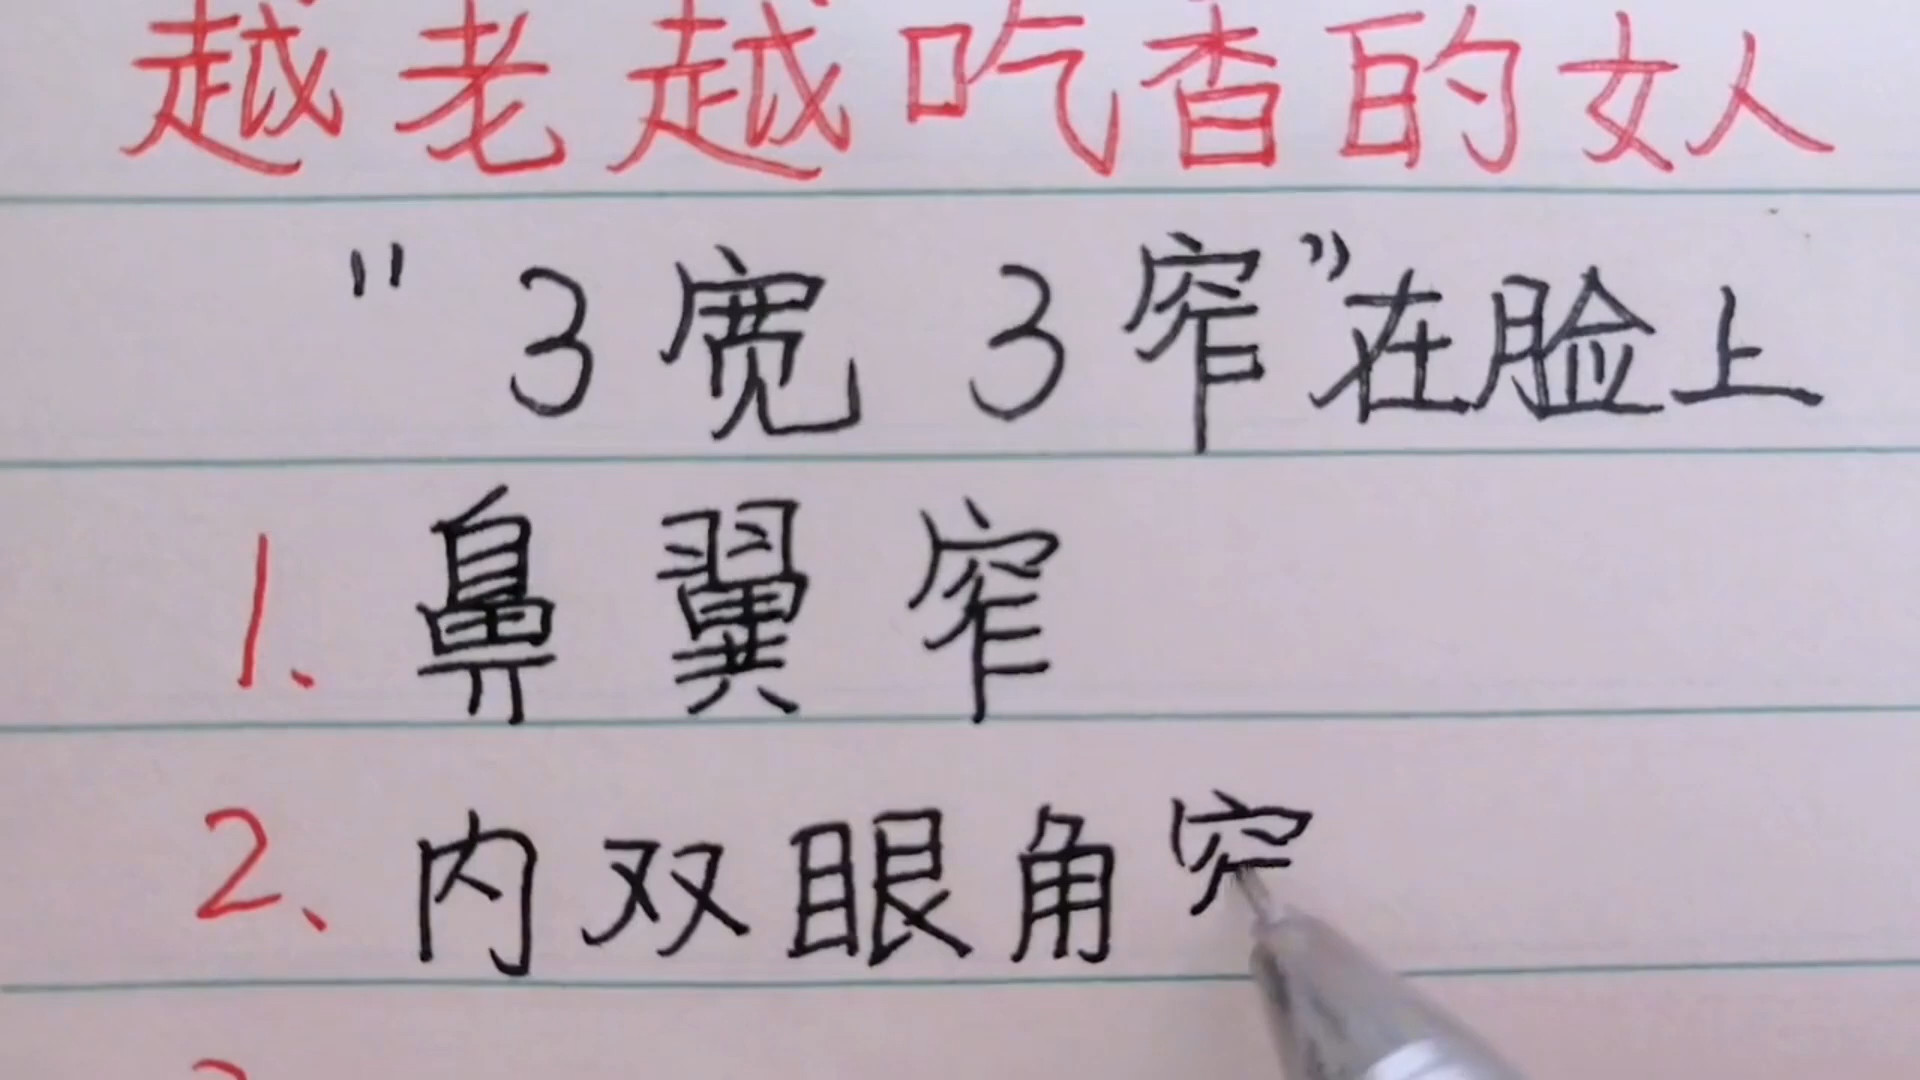 越老越吃香的女人
"3宽 3窄”在脸上
1、鼻翼窄
2、内双眼角窄